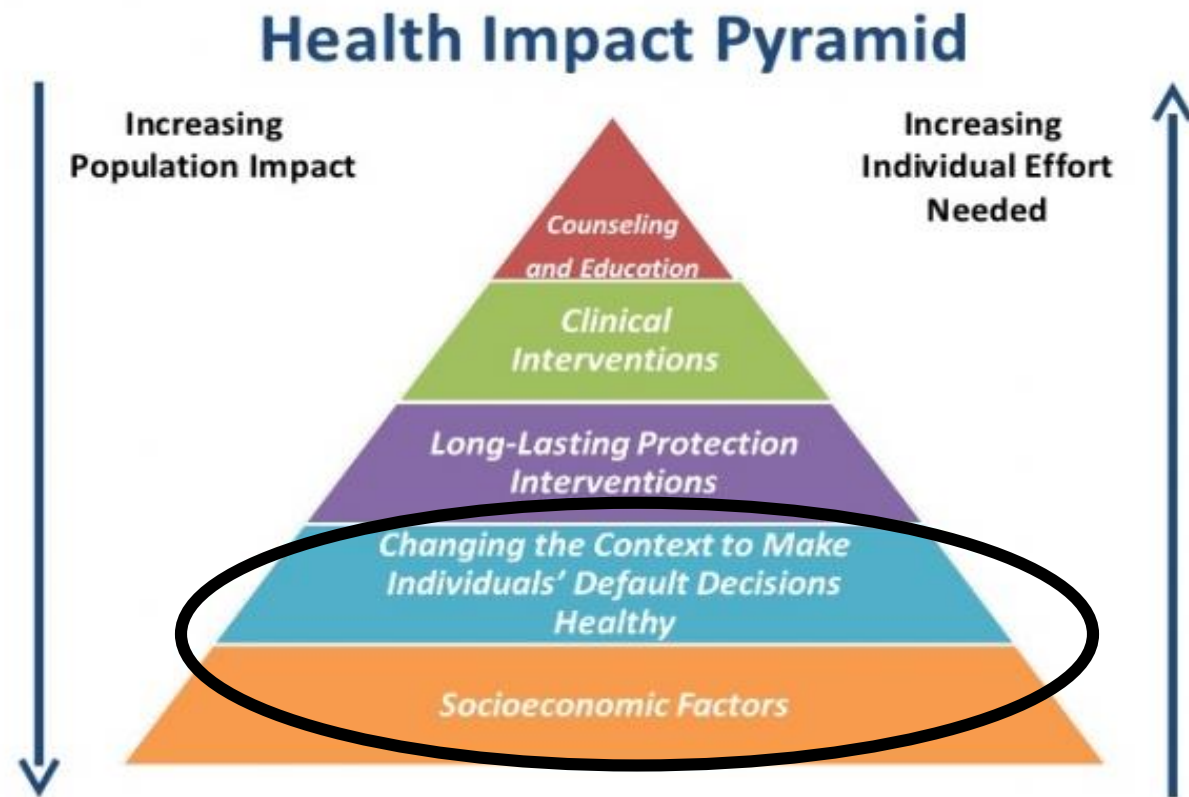 Health Impact Pyramid
Increasing
Population Impact
Increasing
Individual Effort
Needed
Counseling
and Education
Clinical
Interventions
Long-Lasting Protection
Interventions
Changing the Context to Make
Individuals’ Default Decisions
Healthy
Socioeconomic Factors